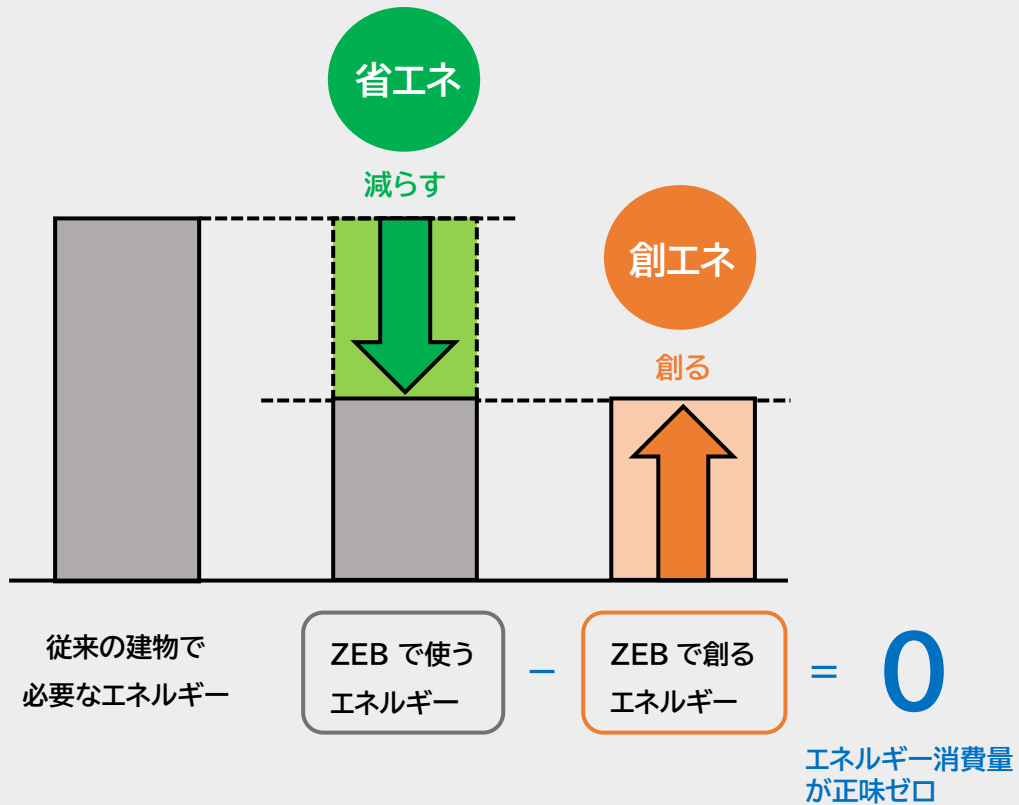 省エネ
減らす
創エネ
創る
従来の建物で
必要なエネルギー
ZEB で使う
エネルギー
－
ZEB で創る
エネルギー
＝
0
エネルギー消費量
が正味ゼロ